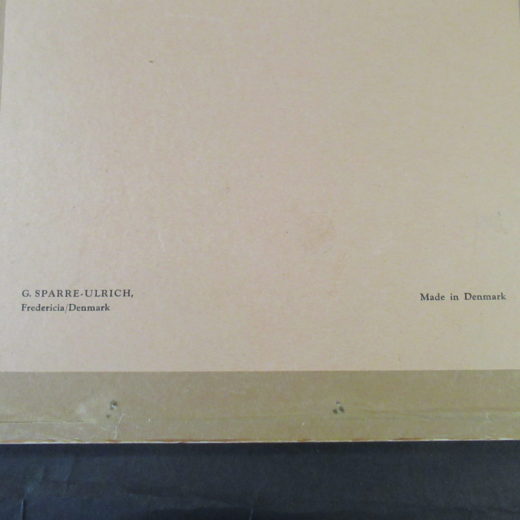 G. SPARRE-ULRICH,
Fredericia/Denmark
Made in Denmark